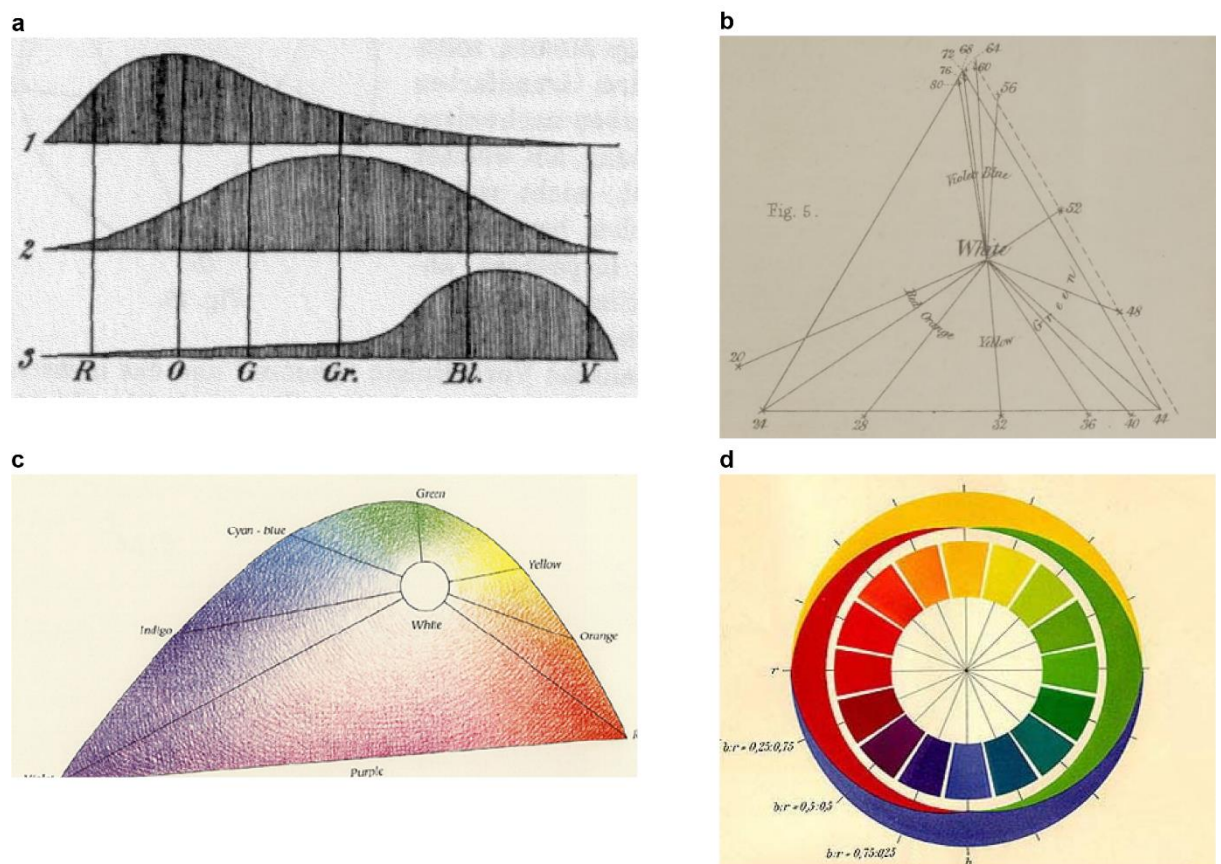 a
1
2
3
R O G Gr. Bl. V
b
72 68 64
76 60
80 56
Violet Blue
52
Fig. 5.
White
Red Orange Yellow Green
48
20
24 28 32 36 40 44
c
Green
Cyan - blue
Yellow
White
Indigo
Orange
Purple
d
r
b:r = 0,25:0,75
b:r = 0,5:0,5
b:r = 0,75:0,25